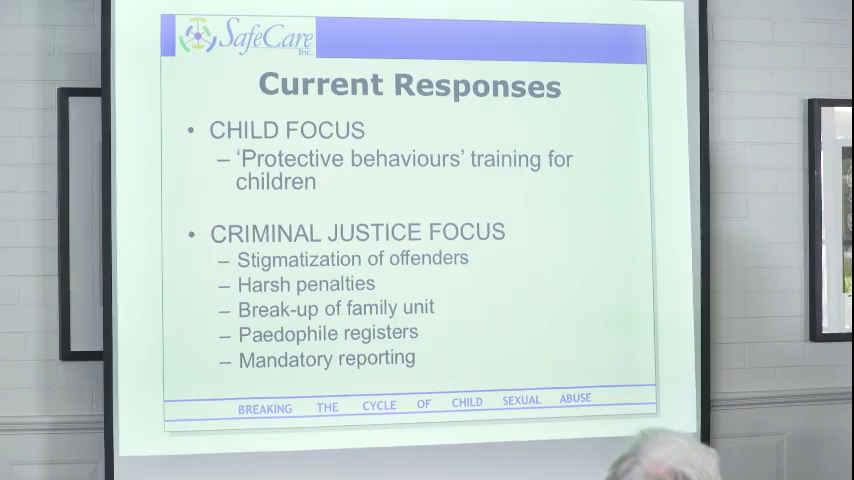 SafeCare
Inc.
Current Responses
• CHILD FOCUS
– ‘Protective behaviours’ training for
children
• CRIMINAL JUSTICE FOCUS
– Stigmatization of offenders
– Harsh penalties
– Break-up of family unit
– Paedophile registers
– Mandatory reporting
BREAKING THE CYCLE OF CHILD SEXUAL ABUSE